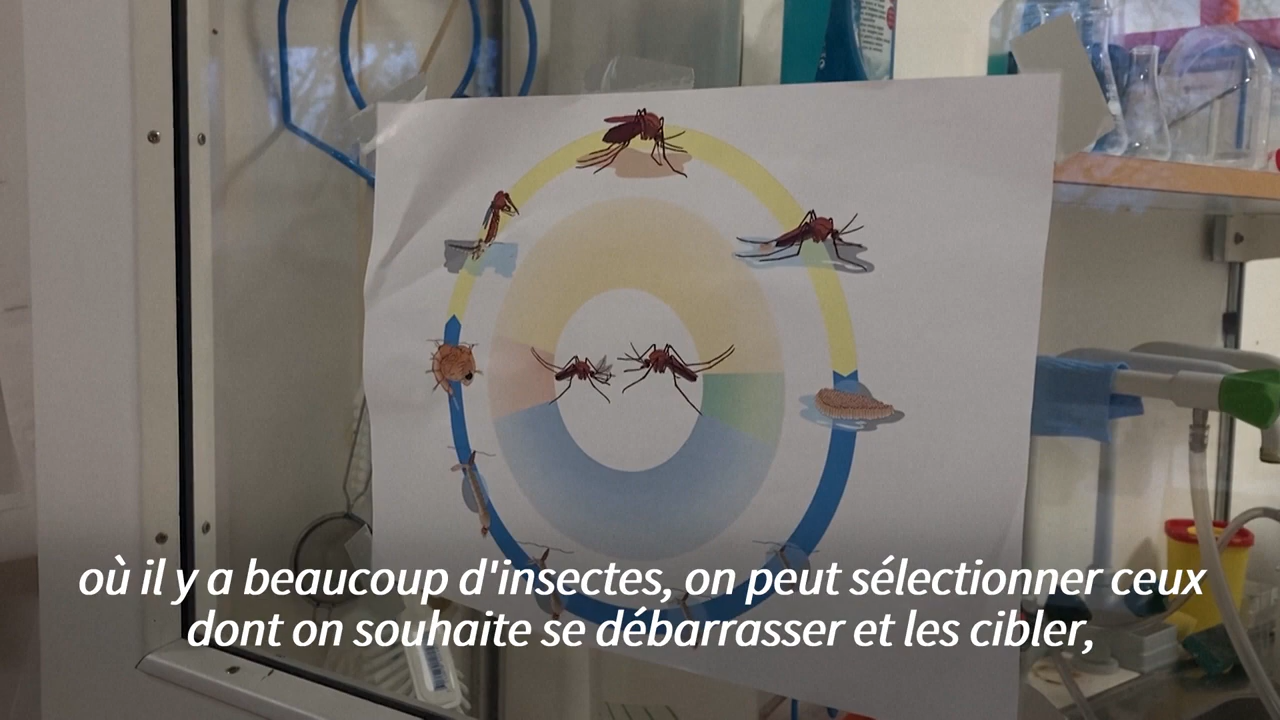 où il y a beaucoup d'insectes, on peut sélectionner ceux
dont on souhaite se débarrasser et les cibler,